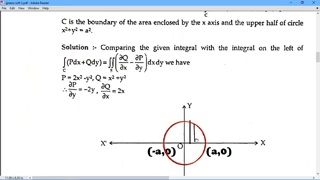 C is the boundary of the area enclosed by the x axis and the upper half of circle
x²+y² = a².
Solution :- Comparing the given integral with the integral on the left of
∫C (Pdx+Qdy) = ∬R (∂Q/∂x − ∂P/∂y) dx dy we have
P = 2x² -y², Q = x² +y²
∴ ∂P/∂y = −2y, ∂Q/∂x = 2x
Y
X' O X
(-a,0) (a,0)